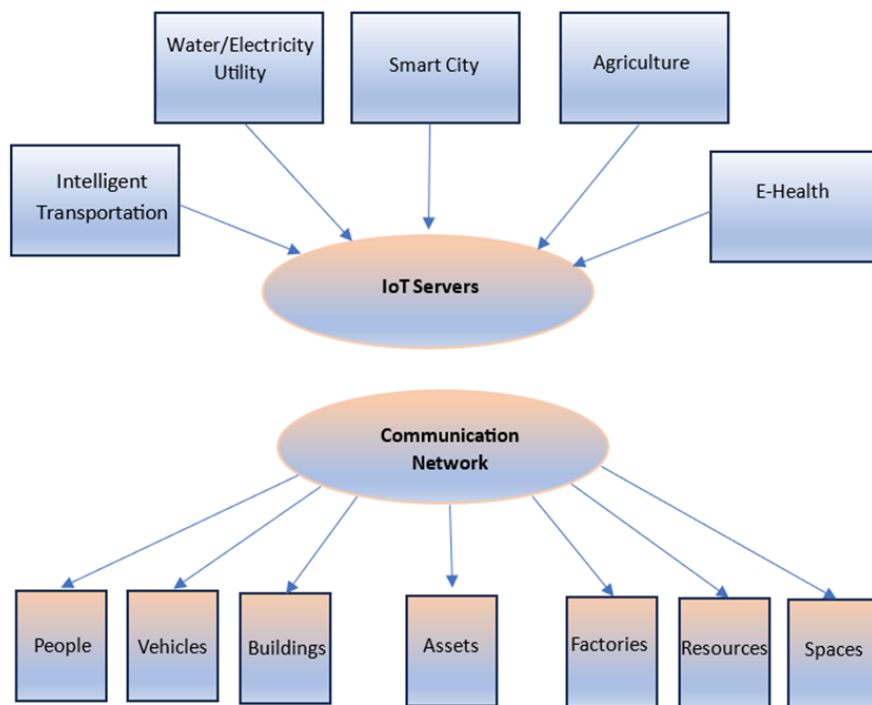 Water/Electricity
Utility
Smart City
Agriculture
Intelligent
Transportation
E-Health
IoT Servers
Communication
Network
People
Vehicles
Buildings
Assets
Factories
Resources
Spaces